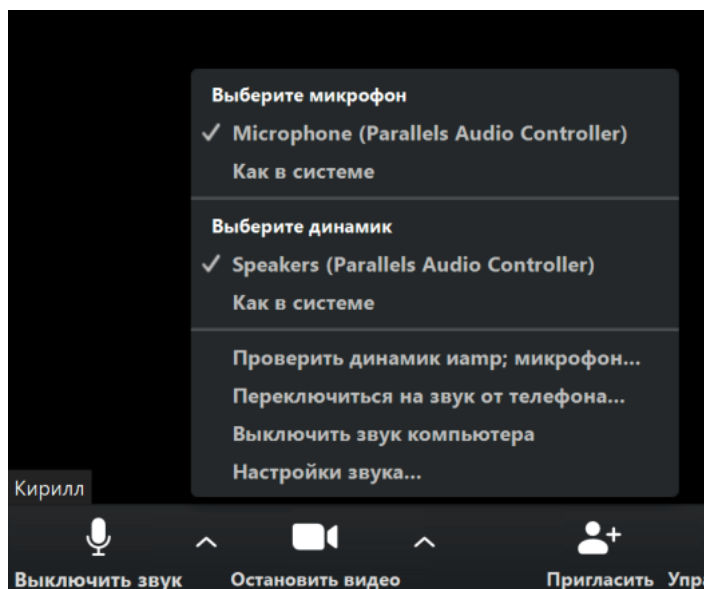 Выберите микрофон
Microphone (Parallels Audio Controller)
Как в системе
Выберите динамик
Speakers (Parallels Audio Controller)
Как в системе
Проверить динамик иamp; микрофон...
Переключиться на звук от телефона...
Выключить звук компьютера
Настройки звука...
Кирилл
Выключить звук
Остановить видео
Пригласить